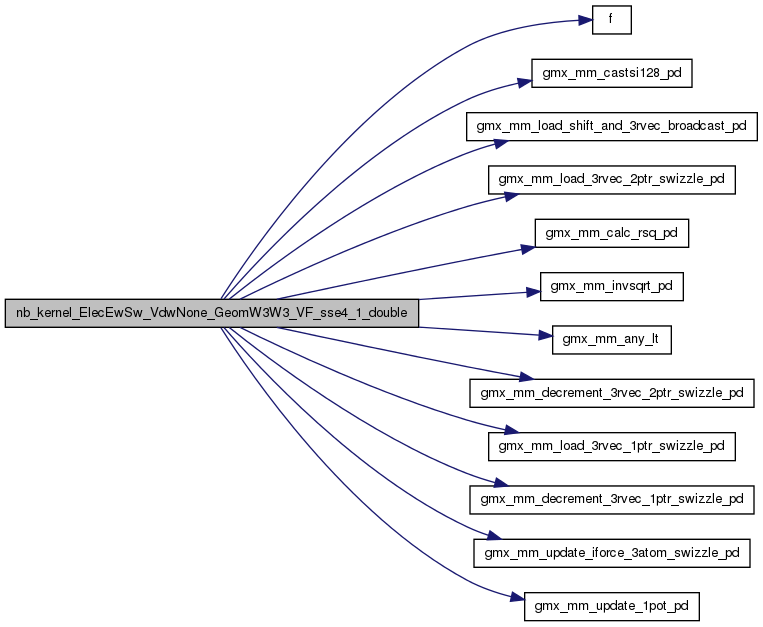 f
gmx_mm_castsi128_pd
gmx_mm_load_shift_and_3rvec_broadcast_pd
gmx_mm_load_3rvec_2ptr_swizzle_pd
gmx_mm_calc_rsq_pd
gmx_mm_invsqrt_pd
nb_kernel_ElecEwSw_VdwNone_GeomW3W3_VF_sse4_1_double
gmx_mm_any_lt
gmx_mm_decrement_3rvec_2ptr_swizzle_pd
gmx_mm_load_3rvec_1ptr_swizzle_pd
gmx_mm_decrement_3rvec_1ptr_swizzle_pd
gmx_mm_update_iforce_3atom_swizzle_pd
gmx_mm_update_1pot_pd